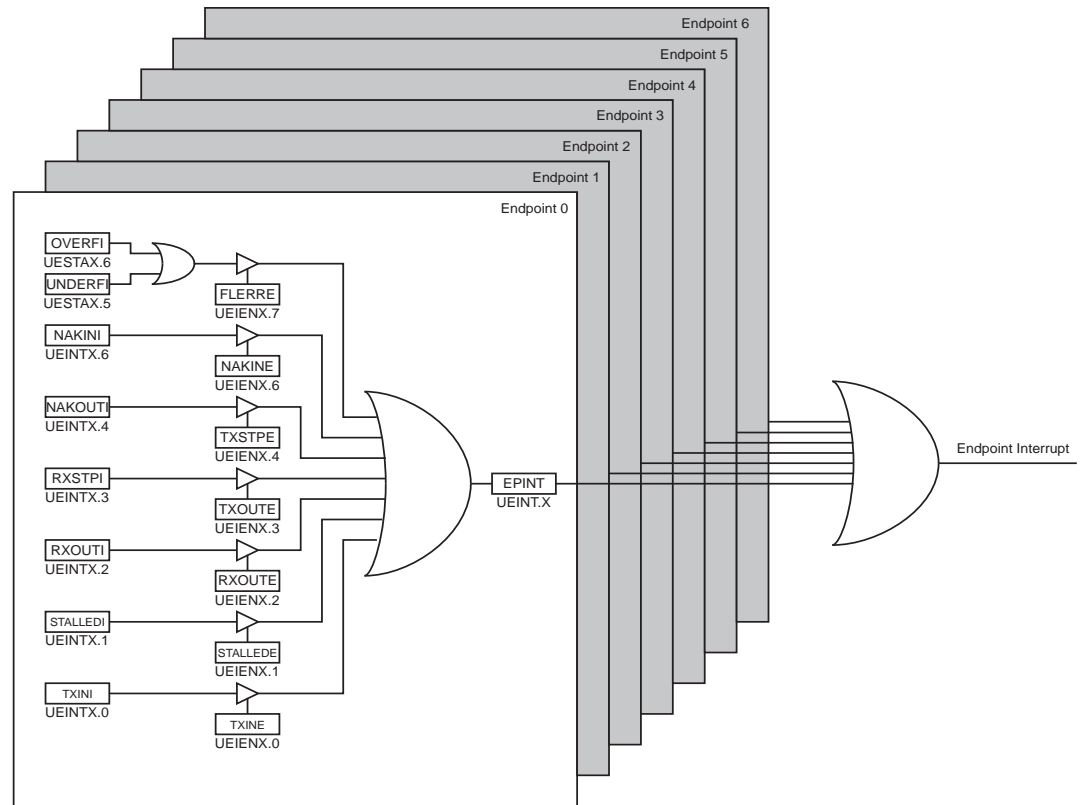 Endpoint 6
Endpoint 5
Endpoint 4
Endpoint 3
Endpoint 2
Endpoint 1
Endpoint 0
OVERFI
UESTAX.6
UNDERFI
UESTAX.5
FLERRE
UEIENX.7
NAKINI
UEINTX.6
NAKINE
UEIENX.6
NAKOUTI
UEINTX.4
TXSTPE
UEIENX.4
RXSTPI
UEINTX.3
TXOUTE
UEIENX.3
RXOUTI
UEINTX.2
RXOUTE
UEIENX.2
STALLEDI
UEINTX.1
STALLEDE
UEIENX.1
TXINI
UEINTX.0
TXINE
UEIENX.0
EPINT
UEINT.X
Endpoint Interrupt